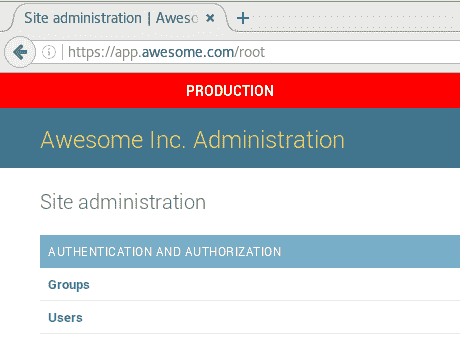 Site administration | Aweso
https://app.awesome.com/root
PRODUCTION
Awesome Inc. Administration
Site administration
AUTHENTICATION AND AUTHORIZATION
Groups
Users